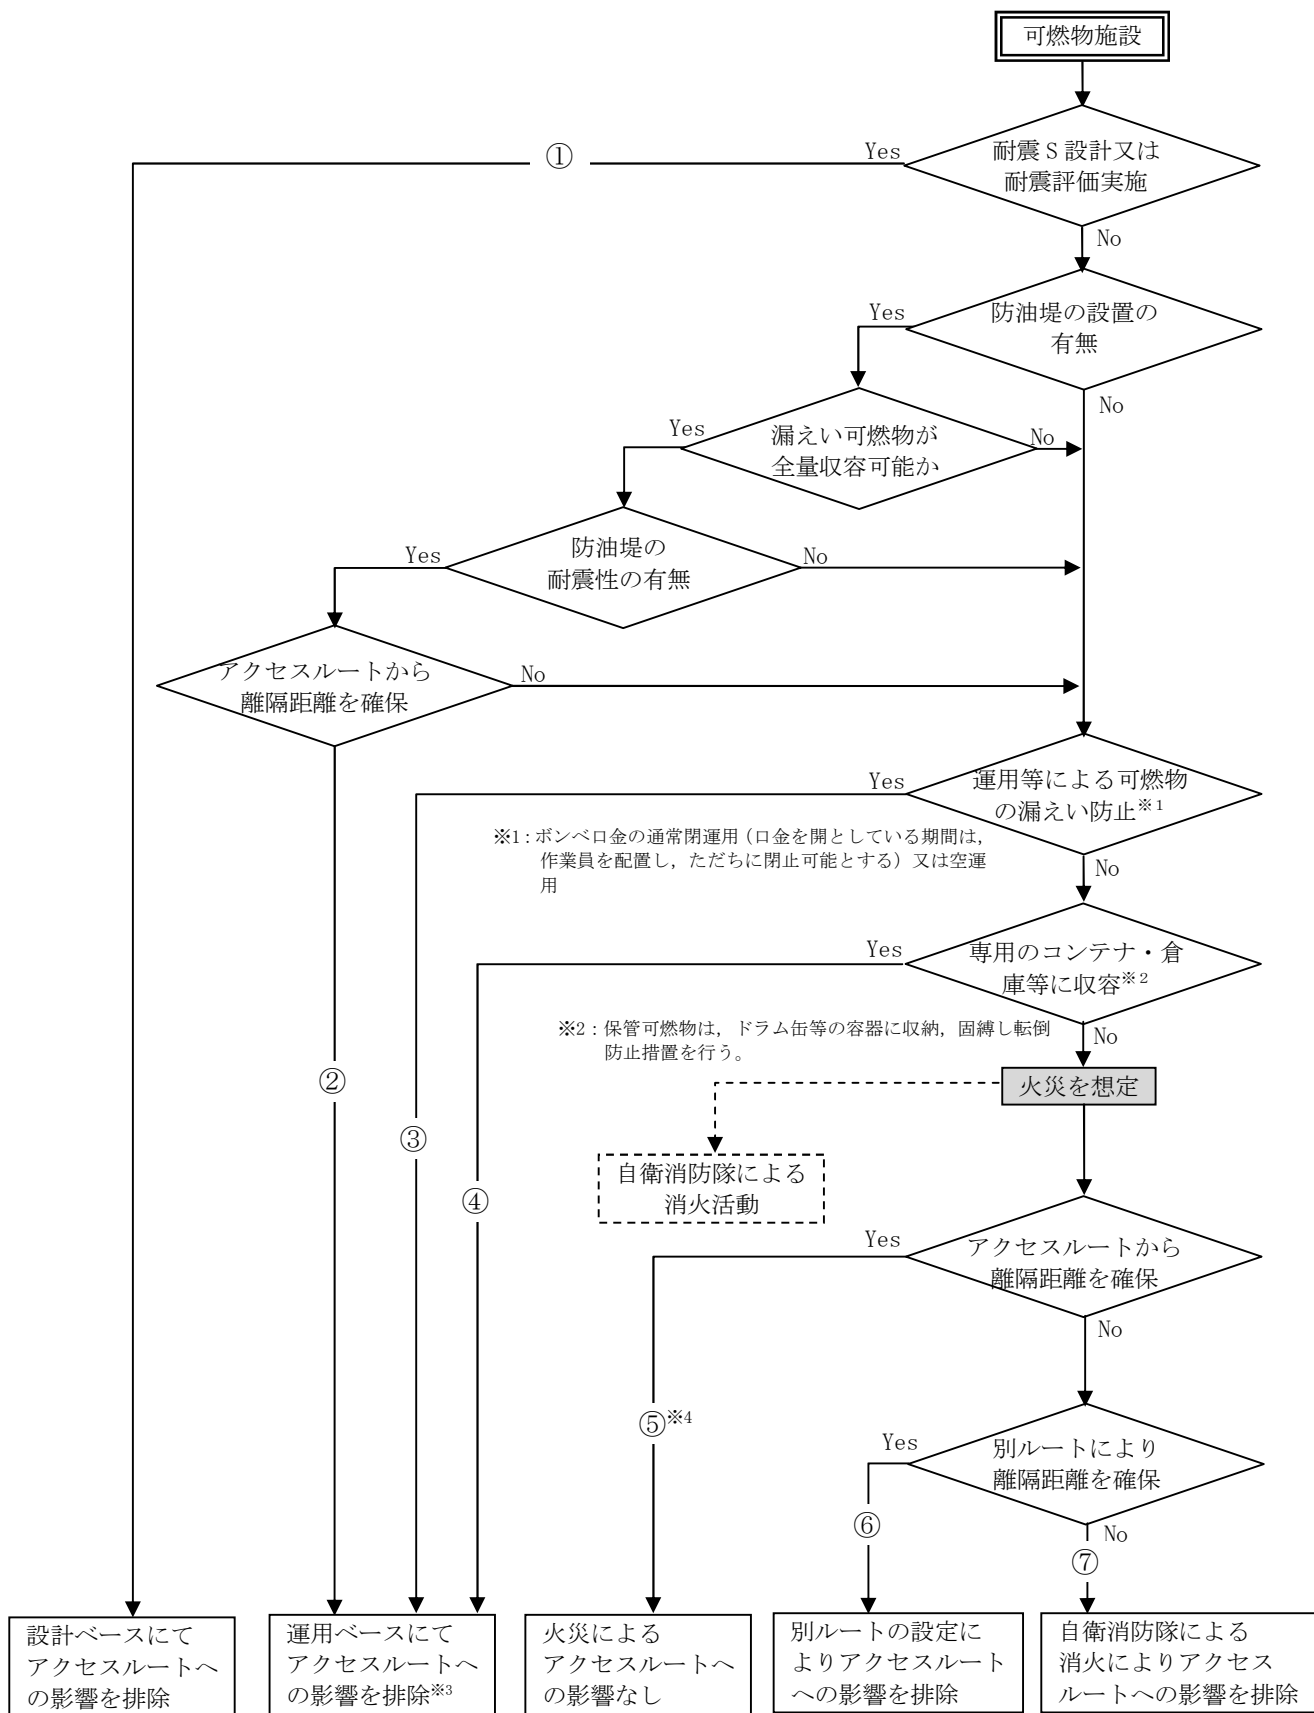 可燃物施設
Yes
①
耐震S設計又は
耐震評価実施
No
Yes
防油堤の設置の
有無
No
Yes
漏えい可燃物が
全量収容可能か
No
Yes
防油堤の
耐震性の有無
No
アクセスルートから
離隔距離を確保
No
Yes
運用等による可燃物
の漏えい防止※1
※1：ボンベ口金の通常閉運用（口金を開としている期間は，
作業員を配置し，ただちに閉止可能とする）又は空運
用
No
Yes
専用のコンテナ・倉
庫等に収容※2
※2：保管可燃物は，ドラム缶等の容器に収納，固縛し転倒
防止措置を行う。
No
火災を想定
②
③
自衛消防隊による
消火活動
④
Yes
アクセスルートから
離隔距離を確保
No
⑤※4
Yes
別ルートにより
離隔距離を確保
No
⑥
⑦
設計ベースにて
アクセスルートへ
の影響を排除
運用ベースにて
アクセスルートへ
の影響を排除※3
火災による
アクセスルートへ
の影響なし
別ルートの設定に
よりアクセスルート
への影響を排除
自衛消防隊による
消火によりアクセス
ルートへの影響を排除